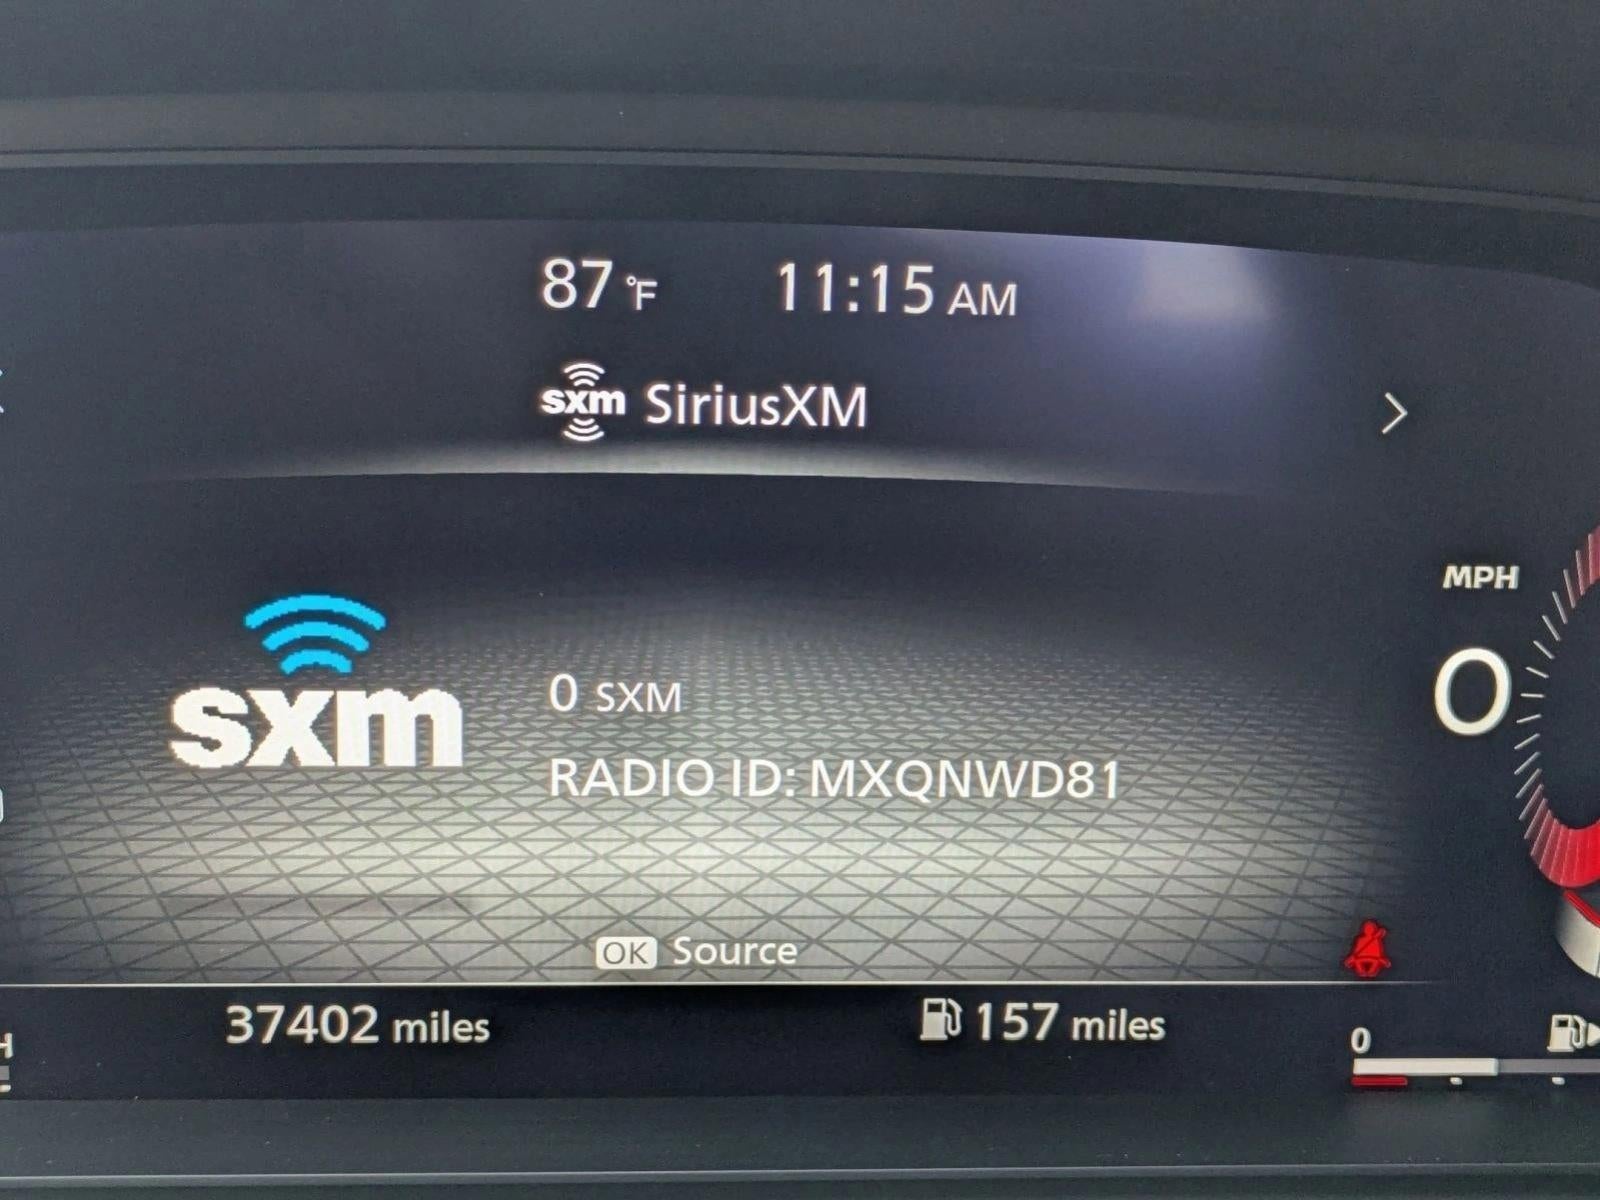 87 °F 11:15 AM
sxm SiriusXM
MPH
0
sxm
0 SXM
RADIO ID: MXQNWD81
OK Source
37402 miles 157 miles
0
H